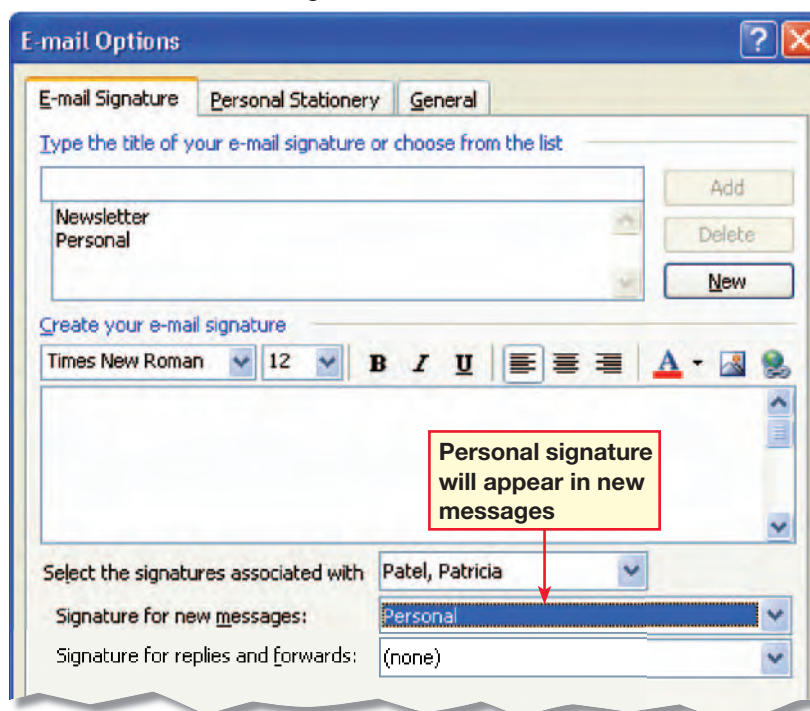 E-mail Options
E-mail Signature Personal Stationery General
Type the title of your e-mail signature or choose from the list
Add
Newsletter
Personal
Delete
New
Create your e-mail signature
Times New Roman 12 B I U A
Personal signature
will appear in new
messages
Select the signatures associated with Patel, Patricia
Signature for new messages: Personal
Signature for replies and forwards: (none)